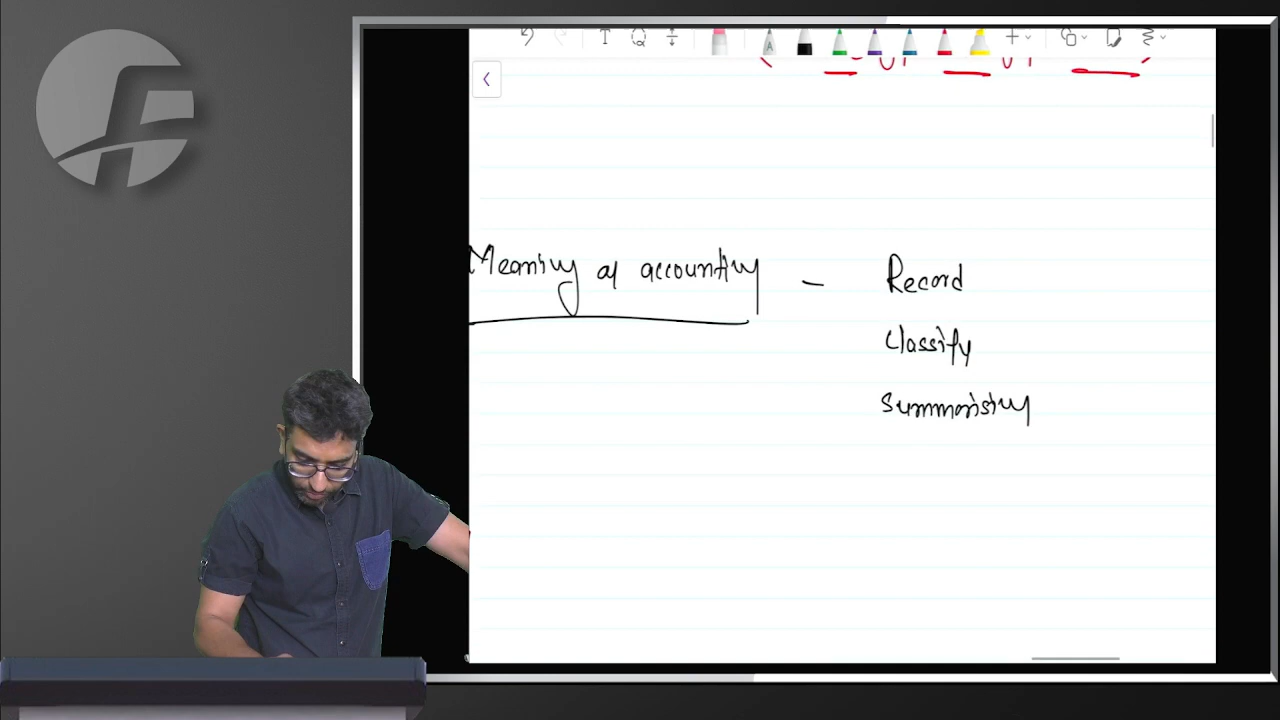 Meaning of accounting – Record
Classify
Summarising